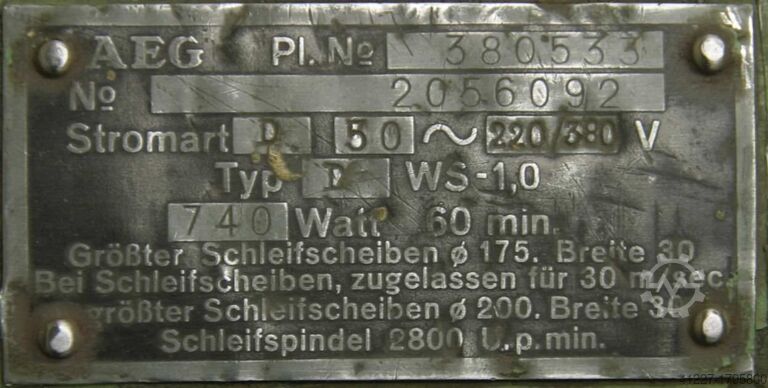 AEG Pl. No 380533
No 2056092
Stromart D 50 ~ 220/380 V
Typ D WS-1,0
740 Watt 60 min.
Größter Schleifscheiben ø 175. Breite 30
Bei Schleifscheiben, zugelassen für 30 m/sec.
größter Schleifscheiben ø 200. Breite
Schleifspindel 2800 U.p.min.